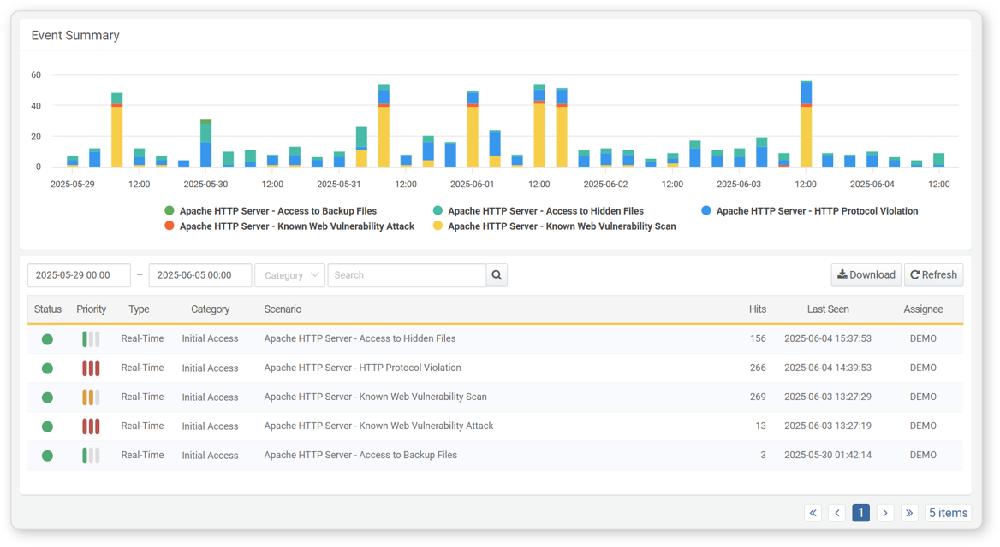 Event Summary
60
40
20
0
2025-05-29 12:00 2025-05-30 12:00 2025-05-31 12:00 2025-06-01 12:00 2025-06-02 12:00 2025-06-03 12:00 2025-06-04 12:00
Apache HTTP Server - Access to Backup Files Apache HTTP Server - Access to Hidden Files Apache HTTP Server - HTTP Protocol Violation
Apache HTTP Server - Known Web Vulnerability Attack Apache HTTP Server - Known Web Vulnerability Scan
2025-05-29 00:00 – 2025-06-05 00:00 Category Search Download Refresh
Status Priority Type Category Scenario Hits Last Seen Assignee
Real-Time Initial Access Apache HTTP Server - Access to Hidden Files 156 2025-06-04 15:37:53 DEMO
Real-Time Initial Access Apache HTTP Server - HTTP Protocol Violation 266 2025-06-04 14:39:53 DEMO
Real-Time Initial Access Apache HTTP Server - Known Web Vulnerability Scan 269 2025-06-03 13:27:29 DEMO
Real-Time Initial Access Apache HTTP Server - Known Web Vulnerability Attack 13 2025-06-03 13:27:19 DEMO
Real-Time Initial Access Apache HTTP Server - Access to Backup Files 3 2025-05-30 01:42:14 DEMO
« ‹ 1 › » 5 items